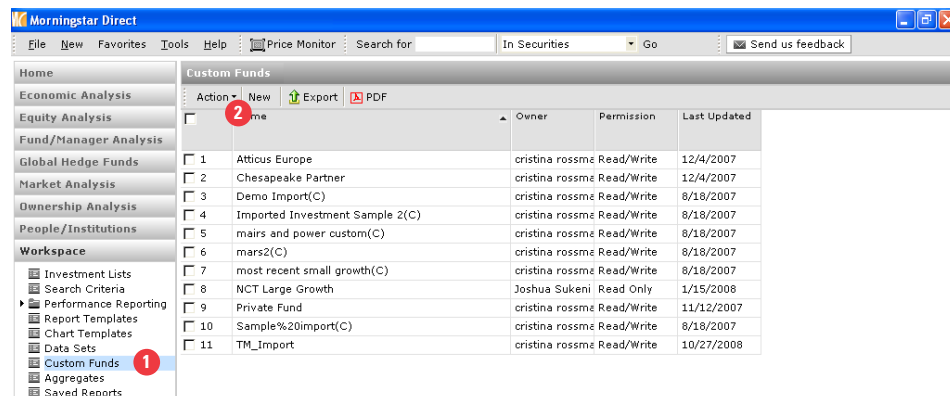 Morningstar Direct
File New Favorites Tools Help Price Monitor Search for In Securities Go Send us feedback
Home
Economic Analysis
Equity Analysis
Fund/Manager Analysis
Global Hedge Funds
Market Analysis
Ownership Analysis
People/Institutions
Workspace
Investment Lists
Search Criteria
Performance Reporting
Report Templates
Chart Templates
Data Sets
Custom Funds 1
Aggregates
Saved Reports
Custom Funds
Action New Export PDF
2 me Owner Permission Last Updated
1 Atticus Europe cristina rossma Read/Write 12/4/2007
2 Chesapeake Partner cristina rossma Read/Write 12/4/2007
3 Demo Import(C) cristina rossma Read/Write 8/18/2007
4 Imported Investment Sample 2(C) cristina rossma Read/Write 8/18/2007
5 mairs and power custom(C) cristina rossma Read/Write 8/18/2007
6 mars2(C) cristina rossma Read/Write 8/18/2007
7 most recent small growth(C) cristina rossma Read/Write 8/18/2007
8 NCT Large Growth Joshua Sukeni Read Only 1/15/2008
9 Private Fund cristina rossma Read/Write 11/12/2007
10 Sample%20import(C) cristina rossma Read/Write 8/18/2007
11 TM_Import cristina rossma Read/Write 10/27/2008